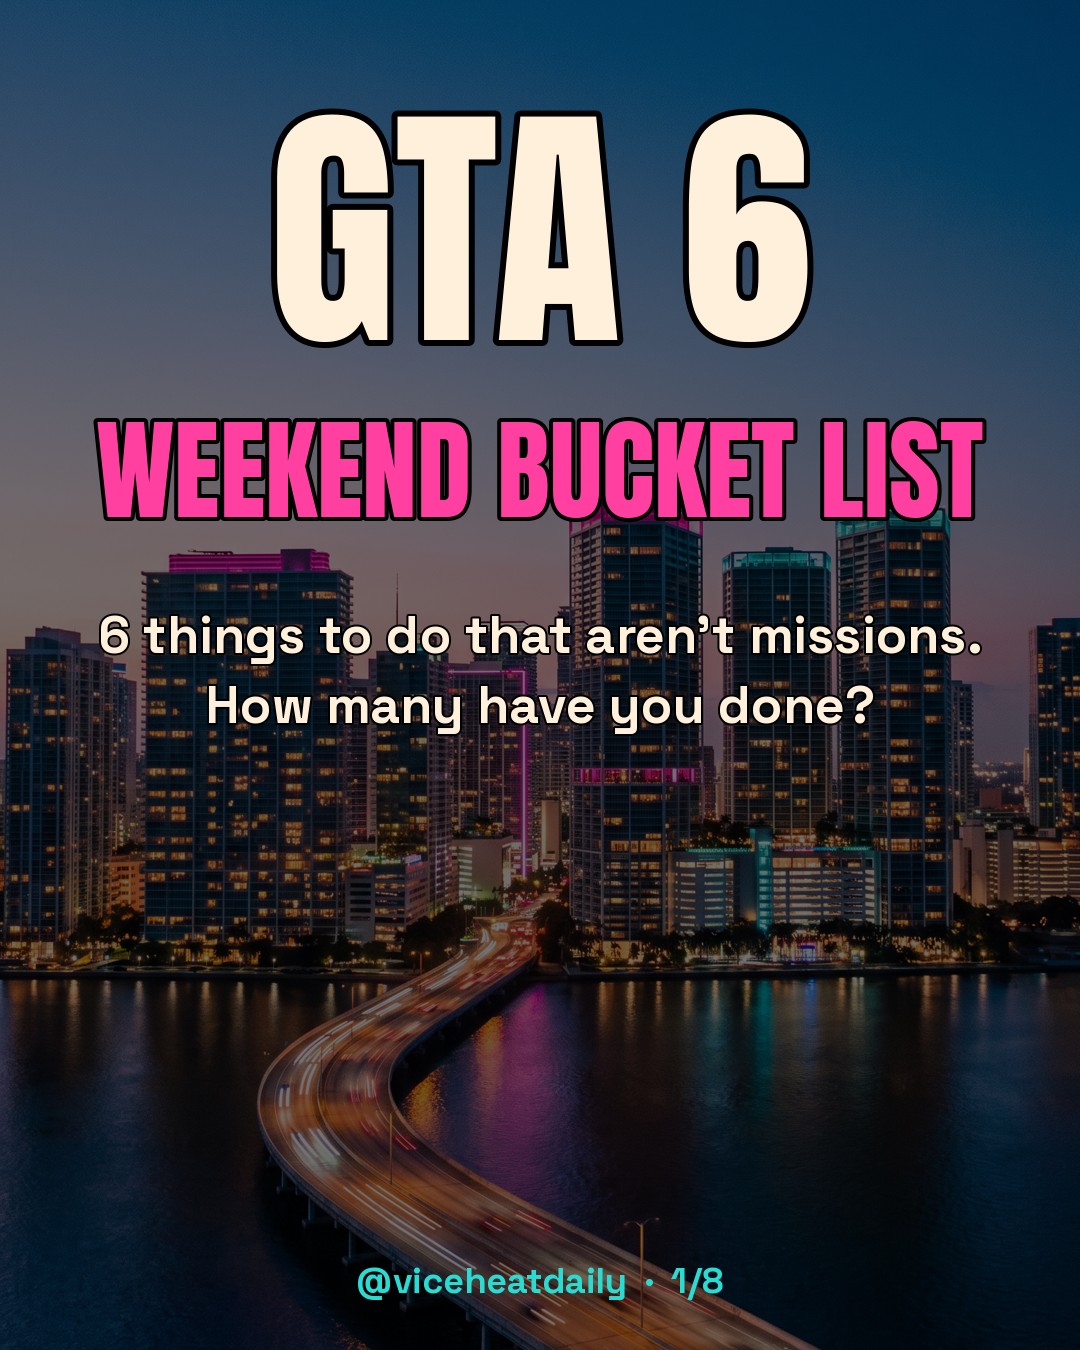 GTA 6
WEEKEND BUCKET LIST
6 things to do that aren’t missions.
How many have you done?
@viceheatdaily · 1/8